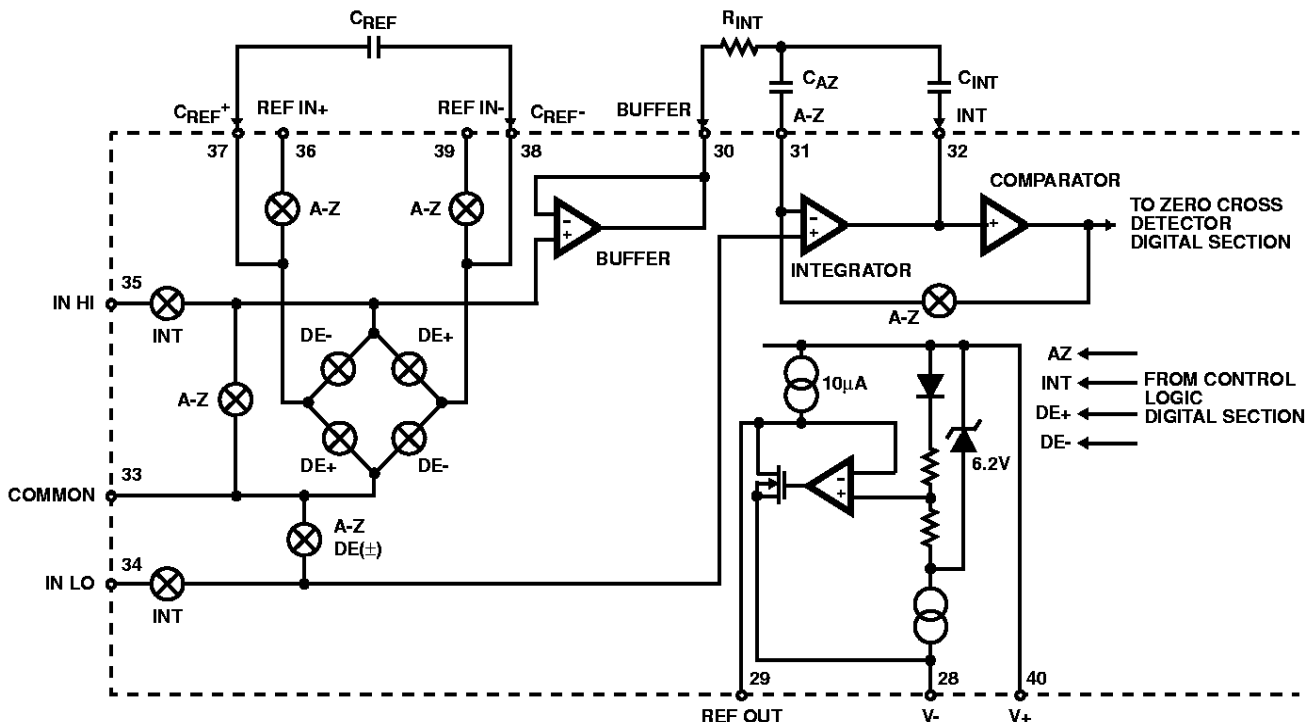 CREF
RINT
CAZ
CINT
CREF+
REF IN+
REF IN-
CREF-
BUFFER
A-Z
INT
37
36
39
38
30
31
32
A-Z
A-Z
-
+
BUFFER
-
+
INTEGRATOR
COMPARATOR
+
TO ZERO CROSS
DETECTOR
DIGITAL SECTION
A-Z
35
IN HI
INT
DE-
DE+
A-Z
DE+
DE-
33
COMMON
A-Z
DE(±)
34
IN LO
INT
10µA
-
+
6.2V
AZ
INT
DE+
DE-
FROM CONTROL
LOGIC
DIGITAL SECTION
29
28
40
REF OUT
V-
V+